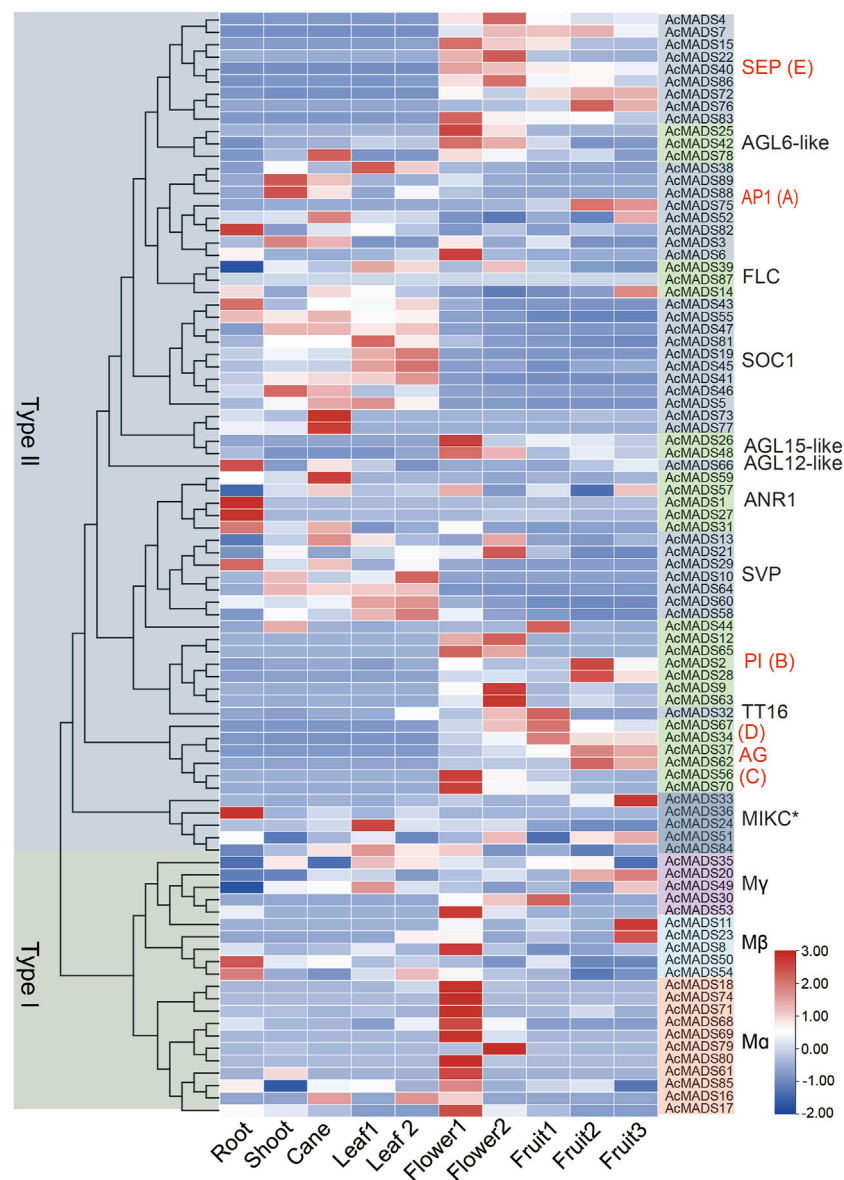 AcMADS4
AcMADS7
AcMADS15
AcMADS22
AcMADS40
AcMADS86
AcMADS72
AcMADS76
AcMADS83
AcMADS25
AcMADS42
AcMADS78
AcMADS38
AcMADS89
AcMADS88
AcMADS75
AcMADS52
AcMADS82
AcMADS3
AcMADS6
AcMADS39
AcMADS87
AcMADS14
AcMADS43
AcMADS55
AcMADS47
AcMADS81
AcMADS19
AcMADS45
AcMADS41
AcMADS46
AcMADS5
AcMADS73
AcMADS77
AcMADS26
AcMADS48
AcMADS66
AcMADS59
AcMADS57
AcMADS1
AcMADS27
AcMADS31
AcMADS13
AcMADS21
AcMADS29
AcMADS10
AcMADS64
AcMADS60
AcMADS58
AcMADS44
AcMADS12
AcMADS65
AcMADS2
AcMADS28
AcMADS9
AcMADS63
AcMADS32
AcMADS67
AcMADS34
AcMADS37
AcMADS62
AcMADS56
AcMADS70
AcMADS33
AcMADS36
AcMADS24
AcMADS51
AcMADS84
AcMADS35
AcMADS20
AcMADS49
AcMADS30
AcMADS53
AcMADS11
AcMADS23
AcMADS8
AcMADS50
AcMADS54
AcMADS18
AcMADS74
AcMADS71
AcMADS68
AcMADS69
AcMADS79
AcMADS80
AcMADS61
AcMADS85
AcMADS16
AcMADS17
SEP (E)
AGL6-like
AP1 (A)
FLC
SOC1
AGL15-like
AGL12-like
ANR1
SVP
PI (B)
TT16
(D)
AG
(C)
MIKC*
Mγ
Mβ
Mα
Type II
Type I
3.00
2.00
1.00
0.00
-1.00
-2.00
Root
Shoot
Cane
Leaf1
Leaf 2
Flower1
Flower2
Fruit1
Fruit2
Fruit3